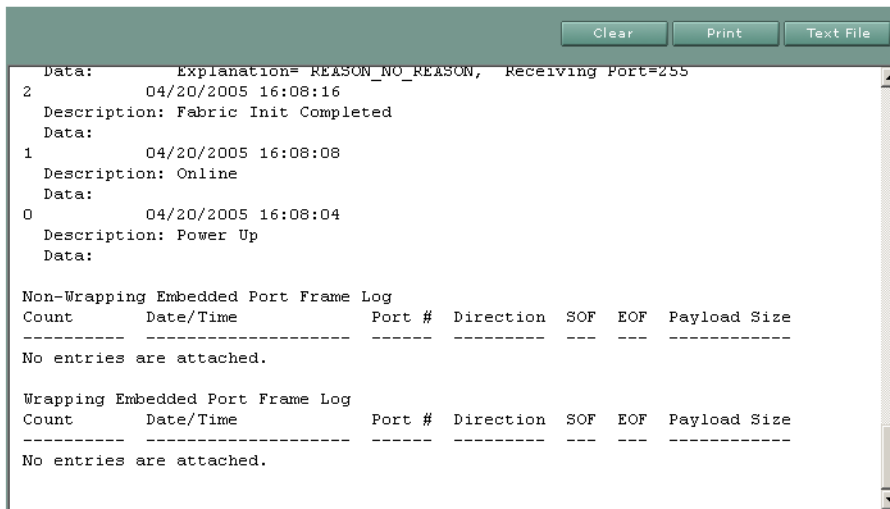 Clear Print Text File
Data: Explanation= REASON_NO_REASON, Receiving Port=255
2 04/20/2005 16:08:16
Description: Fabric Init Completed
Data:
1 04/20/2005 16:08:08
Description: Online
Data:
0 04/20/2005 16:08:04
Description: Power Up
Data:
Non-Wrapping Embedded Port Frame Log
Count Date/Time Port # Direction SOF EOF Payload Size
---------- -------------------- ------ --------- --- --- ------------
No entries are attached.
Wrapping Embedded Port Frame Log
Count Date/Time Port # Direction SOF EOF Payload Size
---------- -------------------- ------ --------- --- --- ------------
No entries are attached.